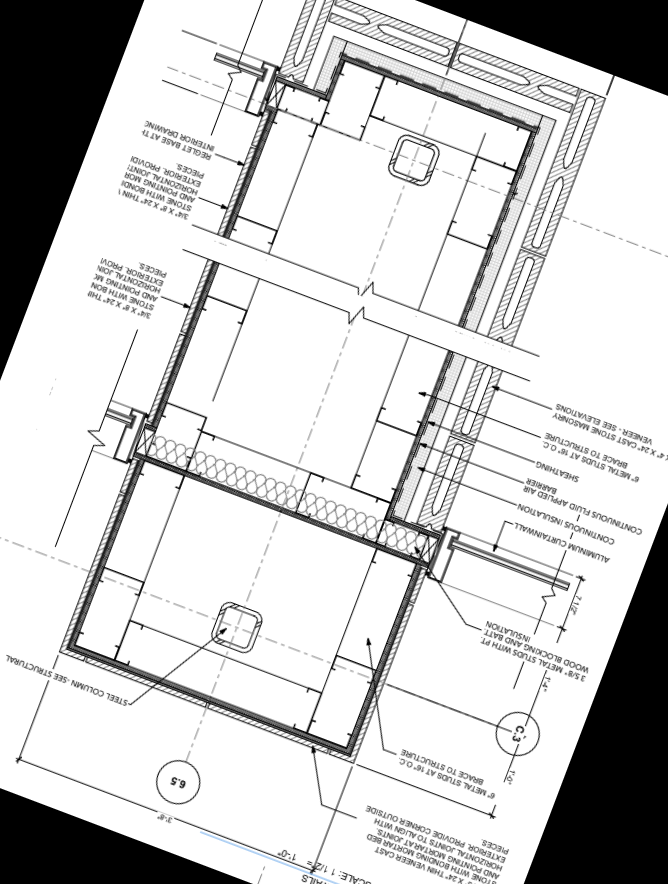 REGLET BASE AT
INTERIOR DRAWING
3/4" X 8" X 24" THIN
STONE WITH
AND POINTING MOR
HORIZONTAL JOINT
EXTERIOR. PROVID
PIECES.
3/4" X 8" X 24" THI
STONE WITH BON
AND POINTING
HORIZONTAL JOIN
EXTERIOR. PROV
PIECES.
4" X 24" CAST STONE MASONRY
VENEER - SEE ELEVATIONS
6" METAL STUDS AT 16" O.C.
BRACE TO STRUCTURE
SHEATHING
CONTINUOUS FLUID APPLIED AIR
BARRIER
CONTINUOUS INSULATION
ALUMINUM CURTAINWALL
7 1/2"
3 5/8" METAL STUDS WITH PT.
WOOD BLOCKING AND BATT
INSULATION
1'-4"
C.3
1'-0"
STEEL COLUMN -SEE STRUCTURAL
6" METAL STUDS AT 16" O.C.
BRACE TO STRUCTURE
6.5
3'-8"
X 24" THIN VENEER CAST
STONE WITH BONDING MORTAR BED
AND POINTING MORTAR AT JOINTS.
HORIZONTAL JOINTS TO ALIGN WITH
EXTERIOR. PROVIDE CORNER OUTSIDE
PIECES.
TAILS
SCALE: 1 1/2" = 1'-0"